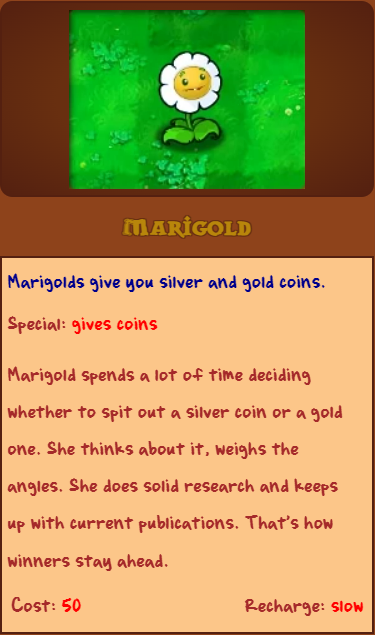 Marigold
Marigolds give you silver and gold coins.
Special: gives coins
Marigold spends a lot of time deciding
whether to spit out a silver coin or a gold
one. She thinks about it, weighs the
angles. She does solid research and keeps
up with current publications. That's how
winners stay ahead.
Cost: 50 Recharge: slow